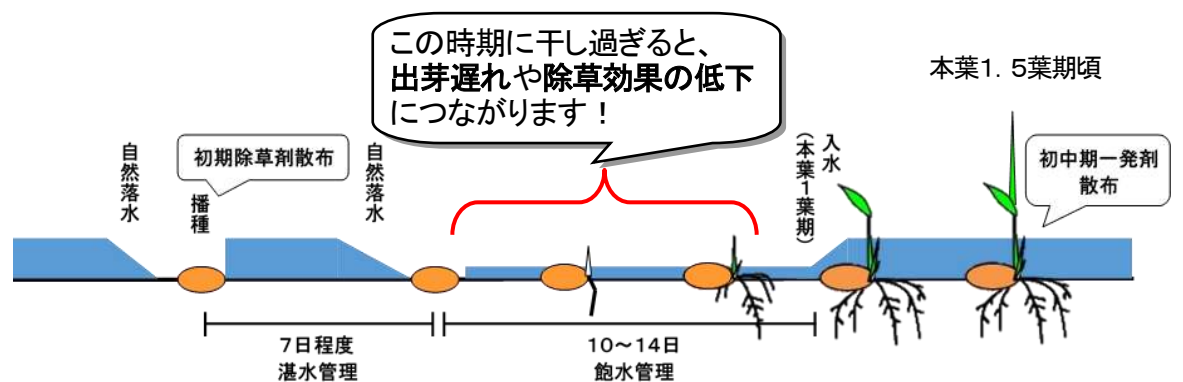 この時期に干し過ぎると、
出芽遅れや除草効果の低下
につながります！
本葉1．5葉期頃
自然落水
初期除草剤散布
播種
自然落水
入水
（本葉1葉期）
初中期一発剤
散布
7日程度
湛水管理
10～14日
飽水管理